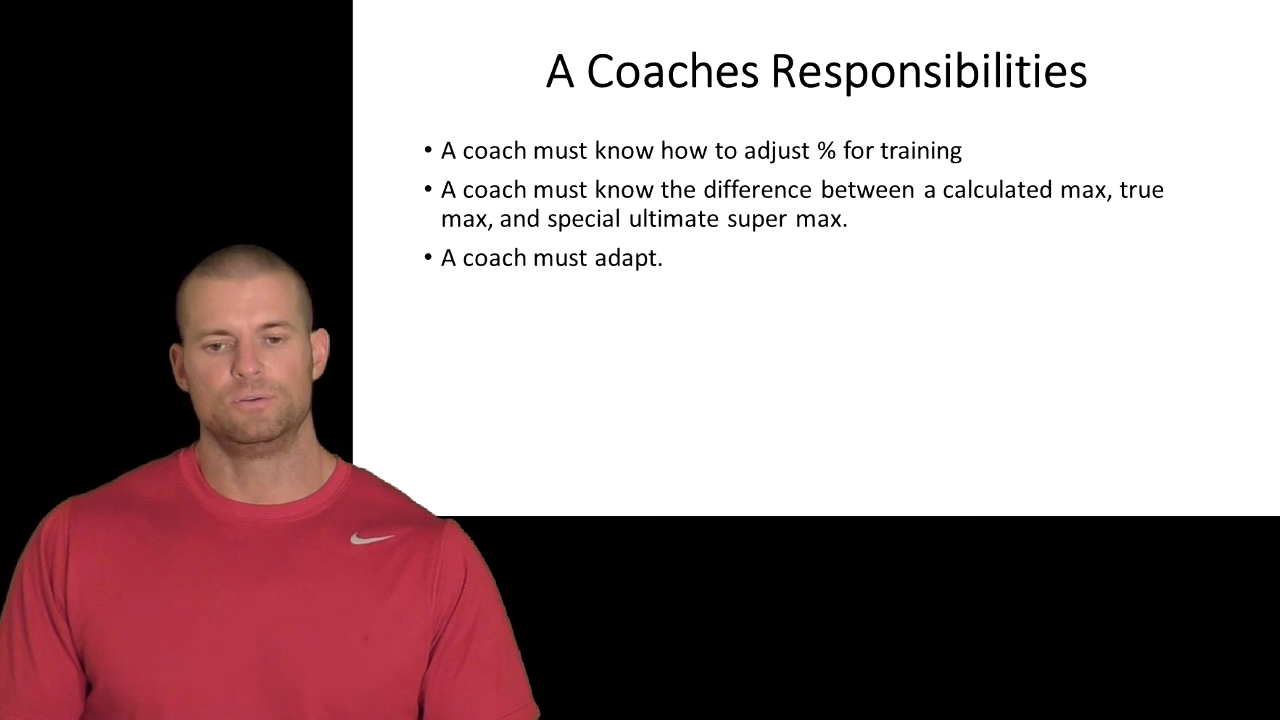 A Coaches Responsibilities
• A coach must know how to adjust % for training
• A coach must know the difference between a calculated max, true
max, and special ultimate super max.
• A coach must adapt.